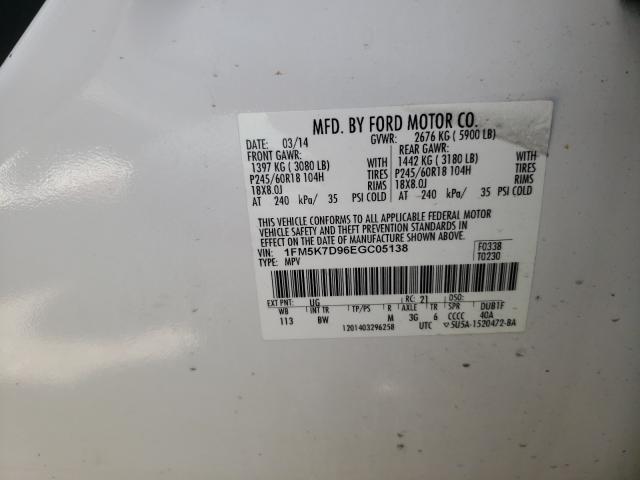 MFD. BY FORD MOTOR CO.
DATE: 03/14 GVWR: 2676 KG ( 5900 LB)
FRONT GAWR: REAR GAWR:
1397 KG ( 3080 LB) WITH 1442 KG ( 3180 LB) WITH
P245/60R18 104H TIRES P245/60R18 104H TIRES
18X8.0J RIMS 18X8.0J RIMS
AT 240 kPa/ 35 PSI COLD AT 240 kPa/ 35 PSI COLD
THIS VEHICLE CONFORMS TO ALL APPLICABLE FEDERAL MOTOR
VEHICLE SAFETY AND THEFT PREVENTION STANDARDS IN EFFECT
ON THE DATE OF MANUFACTURE SHOWN ABOVE.
VIN: 1FM5K7D96EGC05138 F0338
TYPE: MPV T0230
EXT PNT: UG RC: 21 DSO:
WB INT TR TP/PS R AXLE TR SPR DUB1F
113 BW M 3G 6 CCCC 40A
1201403296258 UTC 5U5A-1520472-BA